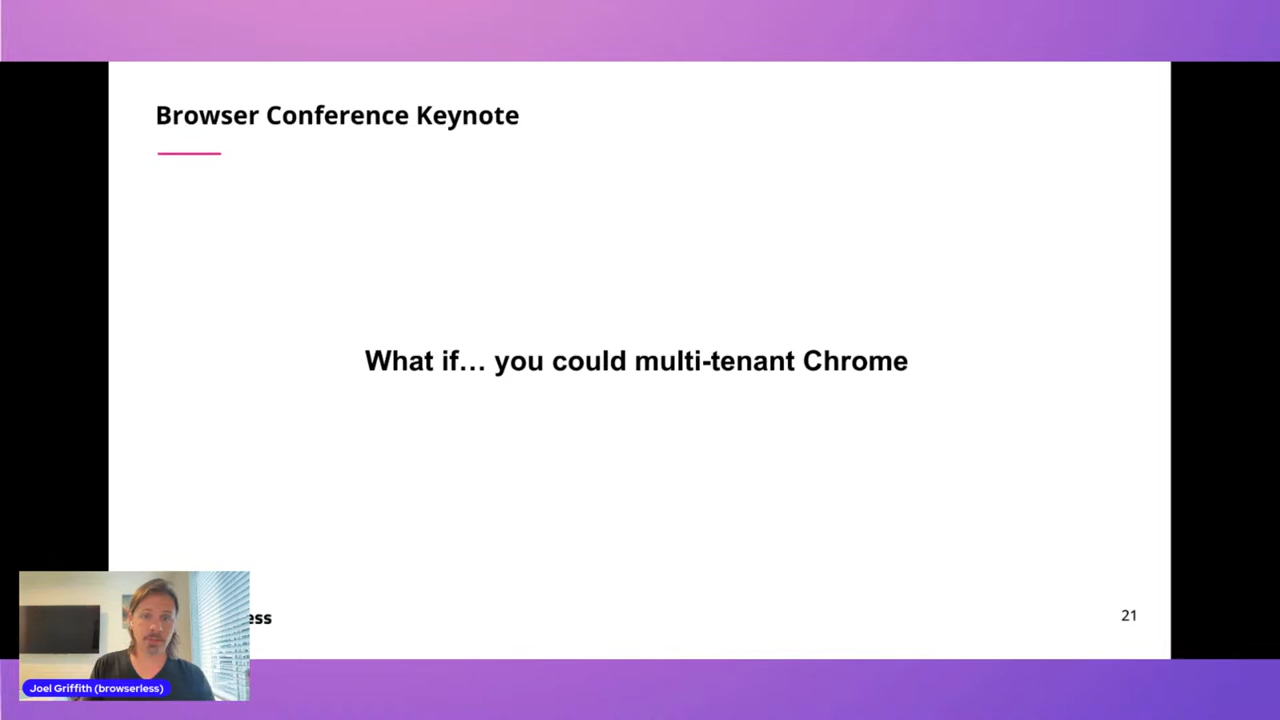 Browser Conference Keynote
What if… you could multi-tenant Chrome
ess
21
Joel Griffith (browserless)